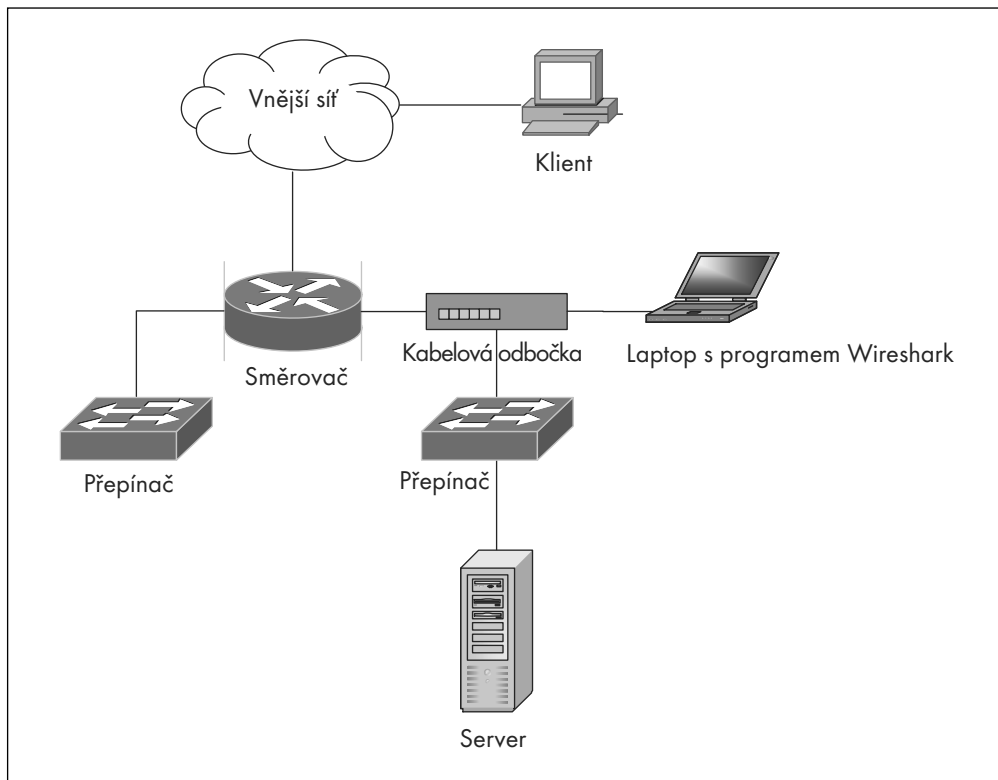 Vnější síť
Klient
Kabelová odbočka
Laptop s programem Wireshark
Směrovač
Přepínač
Přepínač
Server